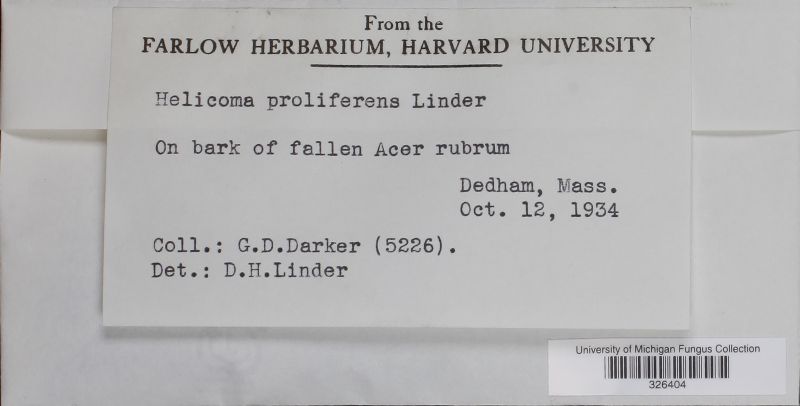 From the
FARLOW HERBARIUM, HARVARD UNIVERSITY
Helicoma proliferens Linder
On bark of fallen Acer rubrum
Dedham, Mass.
Oct. 12, 1934
Coll.: G.D.Darker (5226).
Det.: D.H.Linder
University of Michigan Fungus Collection
326404